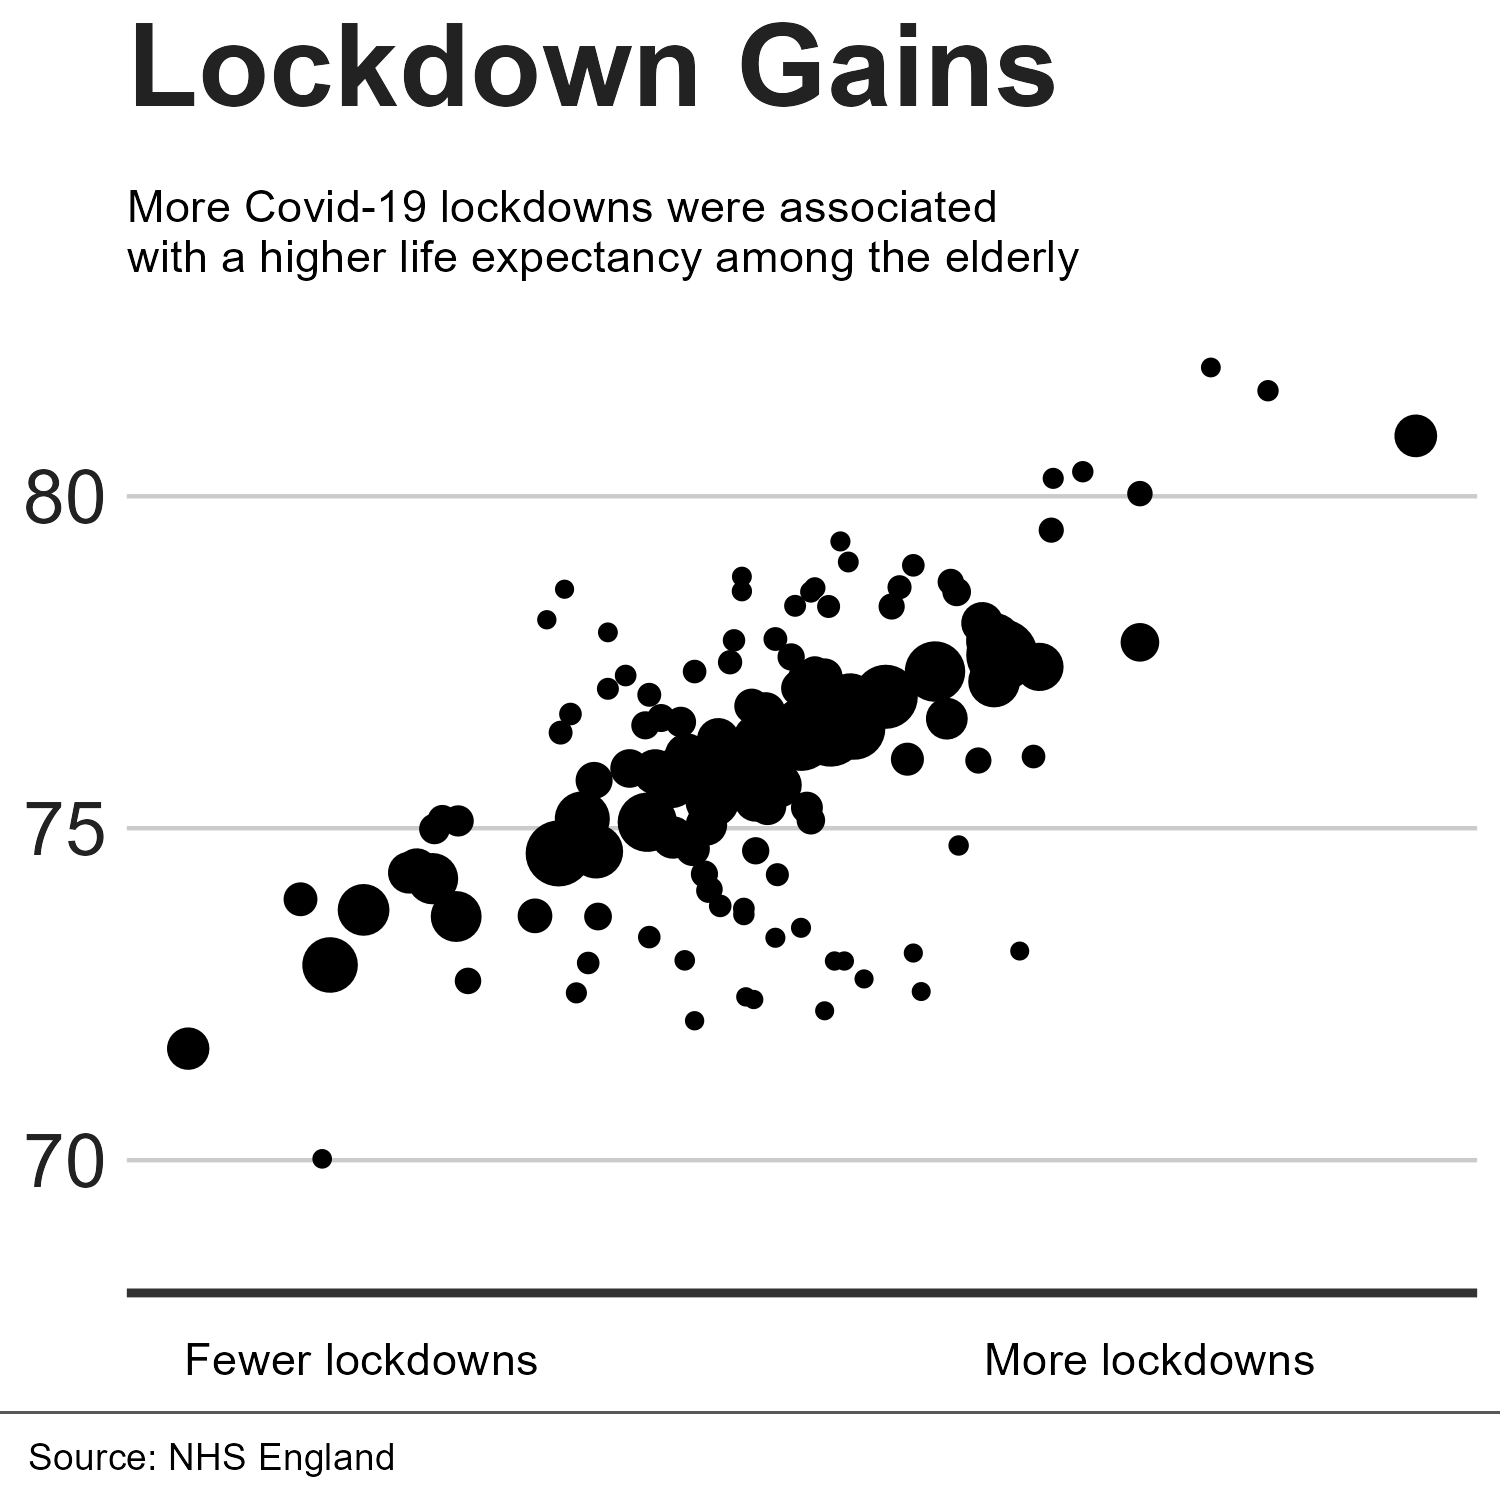 Lockdown Gains
More Covid-19 lockdowns were associated
with a higher life expectancy among the elderly
80
75
70
Fewer lockdowns More lockdowns
Source: NHS England